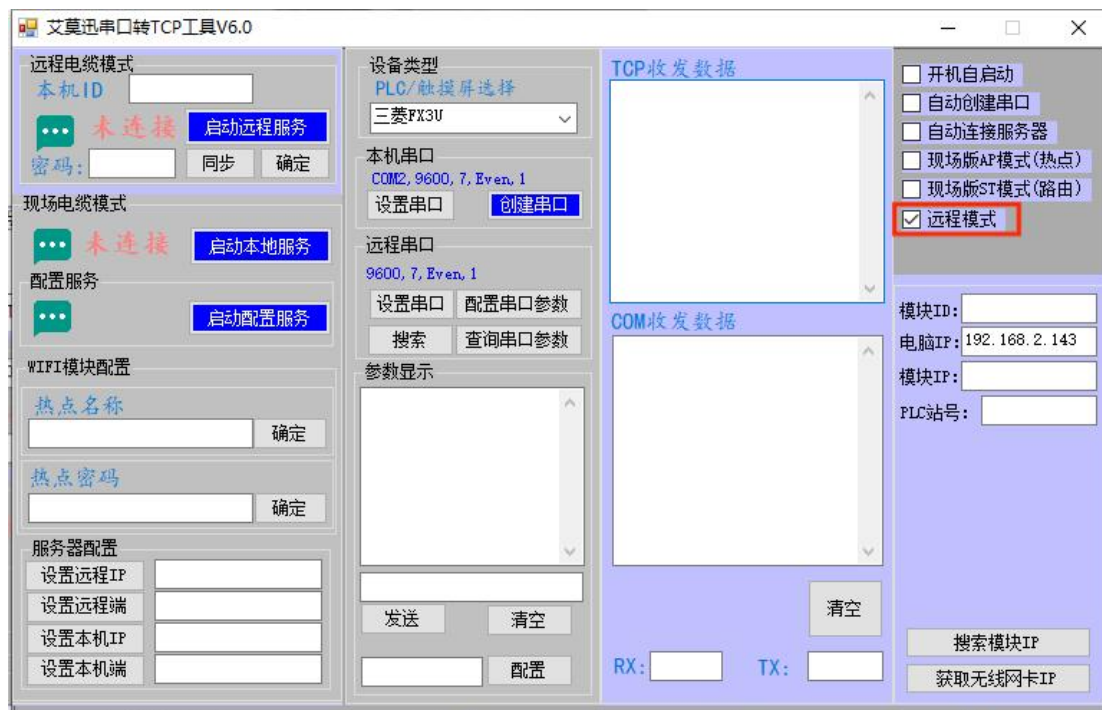 艾莫迅串口转TCP工具V6.0
远程电缆模式
本机ID
未连接
启动远程服务
密码:
同步
确定
现场电缆模式
未连接
启动本地服务
配置服务
启动配置服务
WIFI模块配置
热点名称
确定
热点密码
确定
服务器配置
设置远程IP
设置远程端
设置本机IP
设置本机端
设备类型
PLC/触摸屏选择
三菱FX3U
本机串口
COM2, 9600, 7, Even, 1
设置串口
创建串口
远程串口
9600, 7, Even, 1
设置串口
配置串口参数
搜索
查询串口参数
参数显示
发送
清空
配置
TCP收发数据
COM收发数据
清空
RX:
TX:
开机自启动
自动创建串口
自动连接服务器
现场版AP模式(热点)
现场版ST模式(路由)
远程模式
模块ID:
电脑IP: 192.168.2.143
模块IP:
PLC站号:
搜索模块IP
获取无线网卡IP